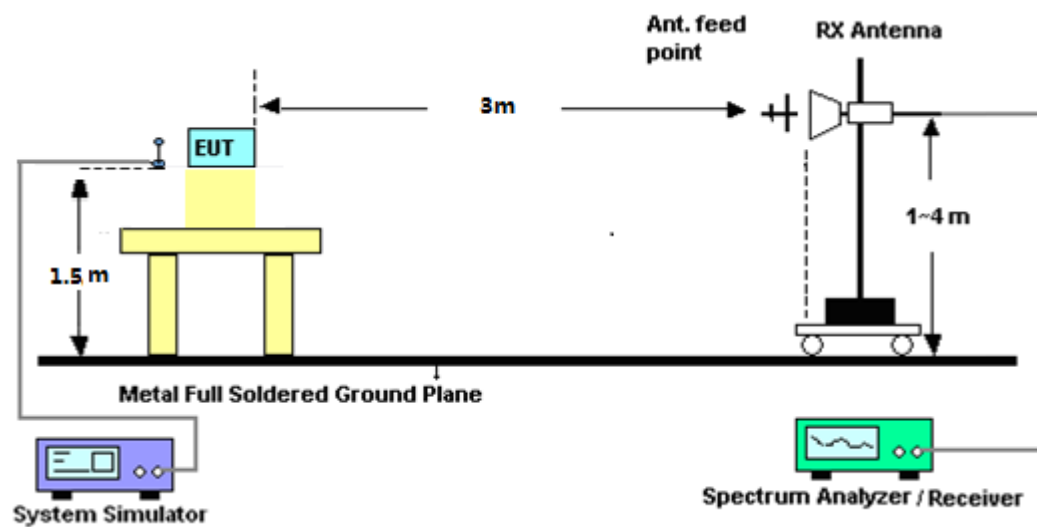 Ant. feed
point
RX Antenna
3m
EUT
1~4 m
1.5 m
Metal Full Soldered Ground Plane
System Simulator
Spectrum Analyzer / Receiver